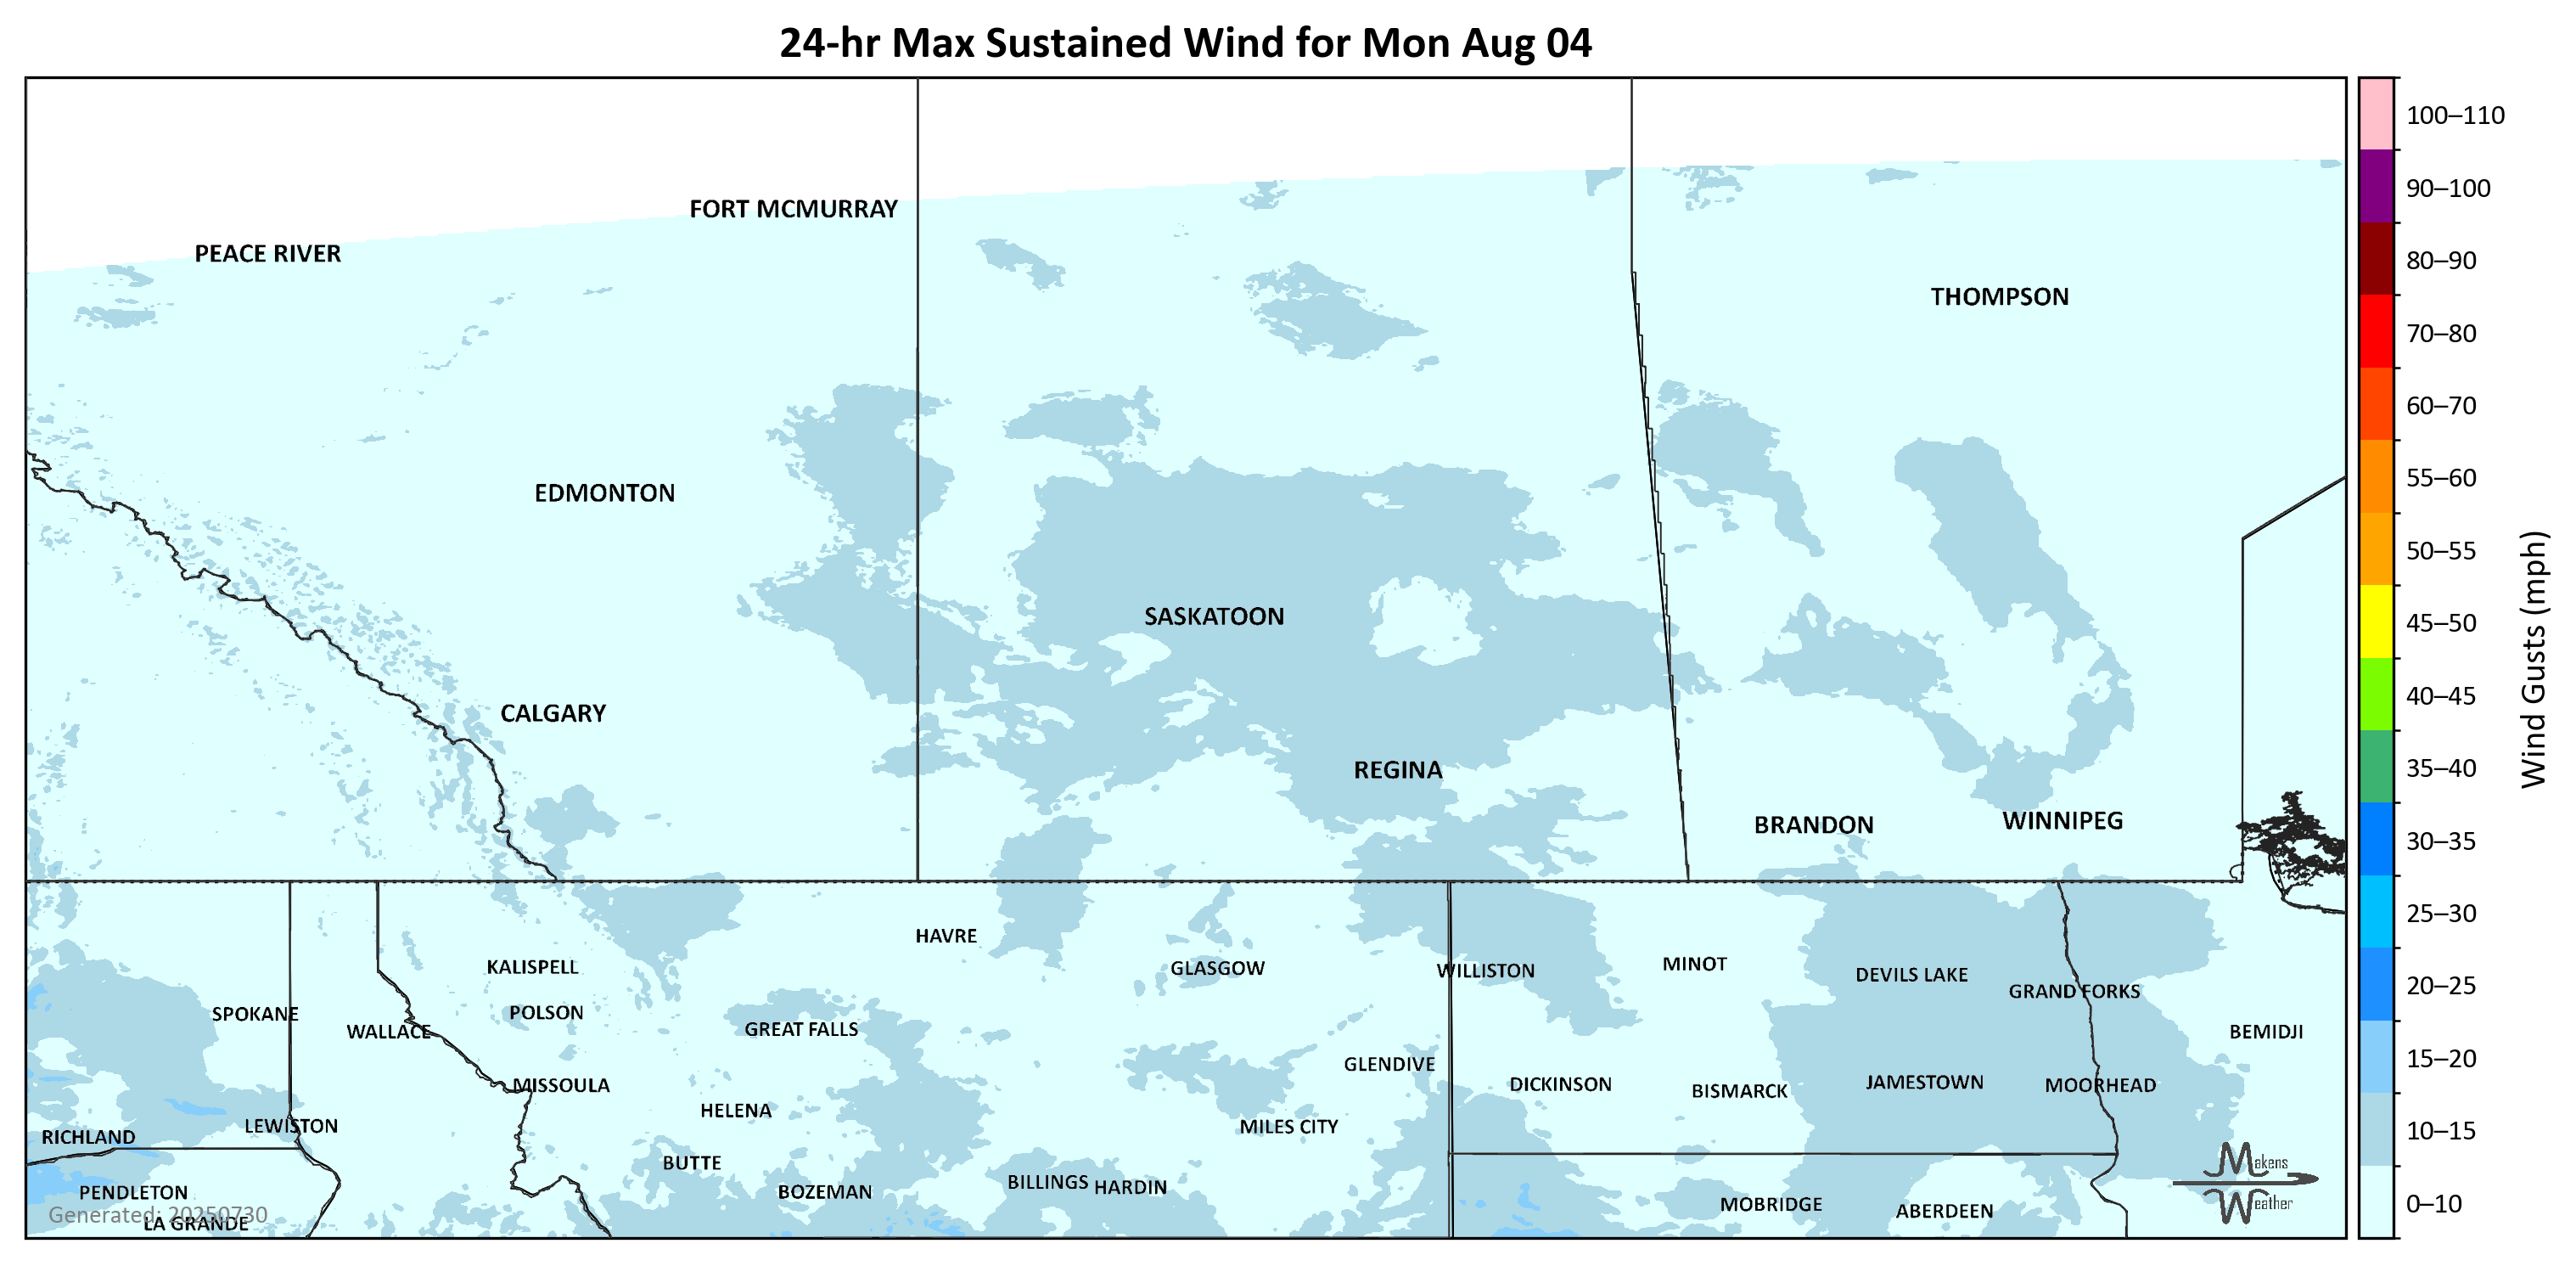 24-hr Max Sustained Wind for Mon Aug 04
100–110
90–100
80–90
70–80
60–70
55–60
50–55
45–50
40–45
35–40
30–35
25–30
20–25
15–20
10–15
0–10
Wind Gusts (mph)
FORT MCMURRAY
PEACE RIVER
THOMPSON
EDMONTON
SASKATOON
CALGARY
REGINA
BRANDON
WINNIPEG
HAVRE
KALISPELL
GLASGOW
WILLISTON
MINOT
DEVILS LAKE
GRAND FORKS
SPOKANE
POLSON
WALLACE
GREAT FALLS
BEMIDJI
GLENDIVE
MISSOULA
DICKINSON
BISMARCK
JAMESTOWN
MOORHEAD
HELENA
LEWISTON
MILES CITY
RICHLAND
BUTTE
BOZEMAN
BILLINGS
HARDIN
PENDLETON
MOBRIDGE
ABERDEEN
Generated: 20250730
LA GRANDE
Makens
Weather